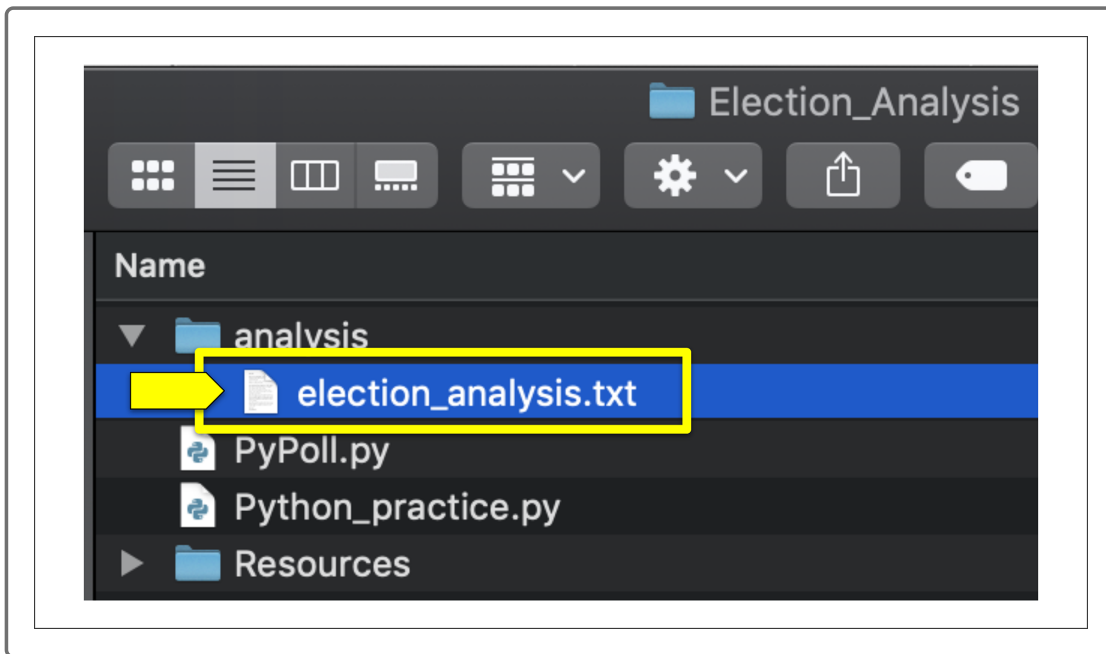 Election_Analysis
Name
analysis
election_analysis.txt
PyPoll.py
Python_practice.py
Resources